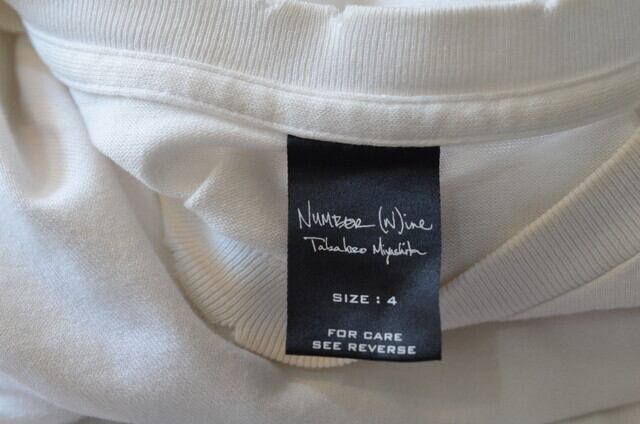 NUMBER (N)ine
Takahiro Miyashita
SIZE : 4
FOR CARE
SEE REVERSE